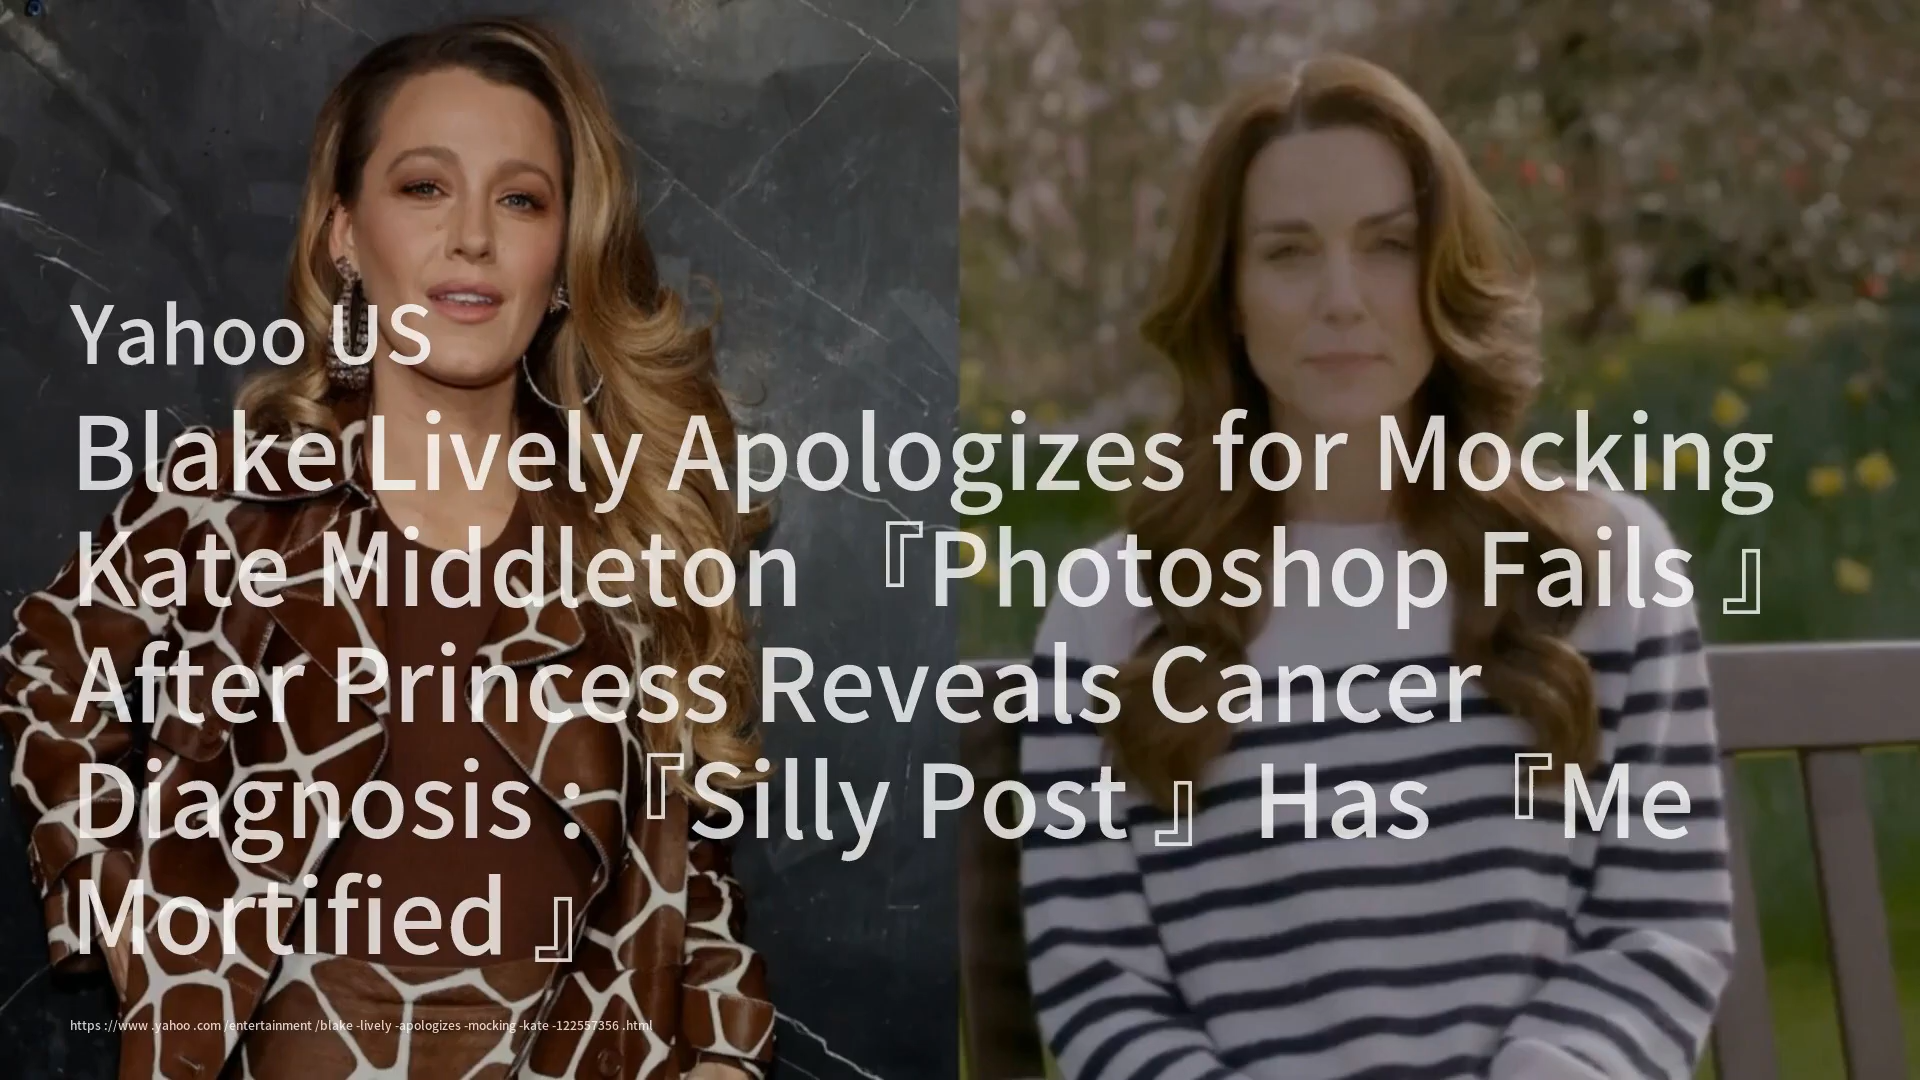 Yahoo US
Blake Lively Apologizes for Mocking
Kate Middleton 『Photoshop Fails 』
After Princess Reveals Cancer
Diagnosis : 『Silly Post 』 Has 『Me
Mortified 』
https ://www .yahoo .com /entertainment /blake -lively -apologizes -mocking -kate -122557356 .html